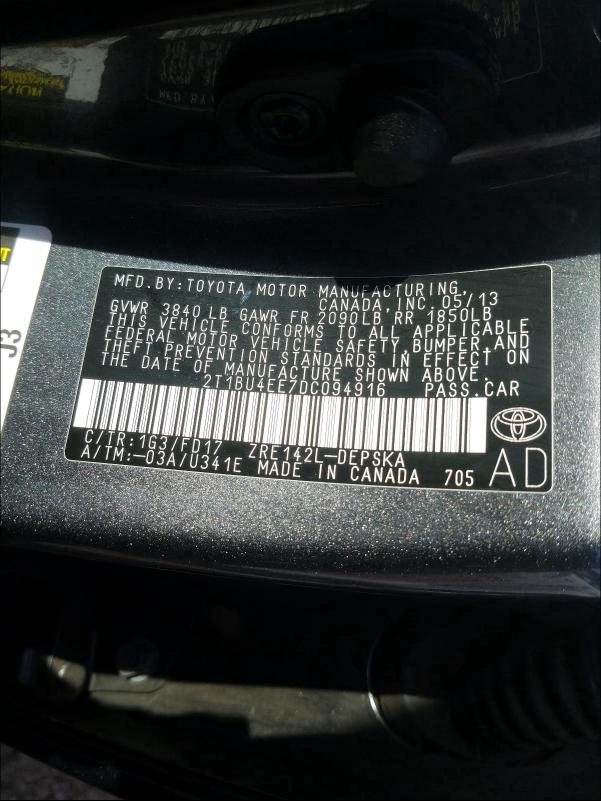 MFD. BY: TOYOTA MOTOR MANUFACTURING,
CANADA, INC. 05/13
GVWR 3840 LB GAWR FR 2090LB, RR 1850LB
THIS VEHICLE CONFORMS TO ALL APPLICABLE
FEDERAL MOTOR VEHICLE SAFETY, BUMPER, AND
THEFT PREVENTION STANDARDS IN EFFECT ON
THE DATE OF MANUFACTURE SHOWN ABOVE.
2T1BU4EE7DC094916 PASS.CAR
C/TR:1G3/FD17 ZRE142L-DEPSKA
A/TM:-03A/U341E MADE IN CANADA 705
AD
J3